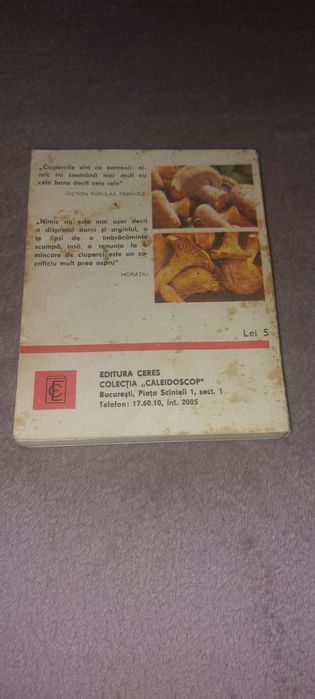 „Ciupercile sînt ca oamenii: ni-
mic nu seamănă mai mult cu
cele bune decît cele rele"
DICTON POPULAR FRANCEZ
„Nimic nu este mai ușor decît
a disprețui aurul și argintul, a
te lipsi de a îmbrăcăminte
scumpă, însă a renunța la o
mîncare de ciuperci este un sa-
crificiu mult prea aspru"
HORAȚIU
Lei 5
EC
EDITURA CERES
COLECȚIA „CALEIDOSCOP"
București, Piața Scînteii 1, sect. 1
Telefon: 17.60.10, int. 2005